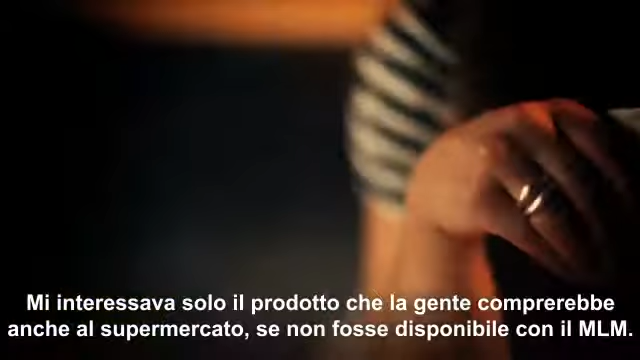 Mi interessava solo il prodotto che la gente comprerebbe
anche al supermercato, se non fosse disponibile con il MLM.